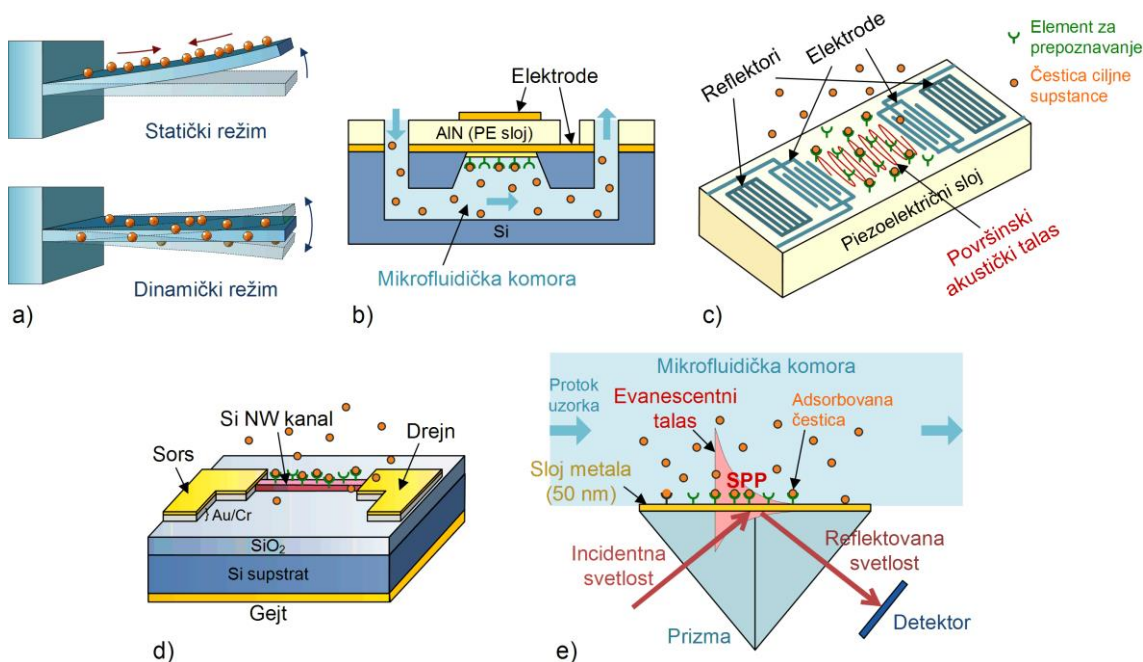 Statički režim
Dinamički režim
a)
Elektrode
AlN (PE sloj)
Si
Mikrofluidička komora
b)
Element za
prepoznavanje
Čestica ciljne
supstance
Reflektori
Elektrode
Piezoelektrični sloj
Površinski
akustički talas
c)
Si NW kanal
Sors
Drejn
Au/Cr
SiO₂
Si supstrat
Gejt
d)
Mikrofluidička komora
Protok
uzorka
Evanescentni
talas
Adsorbovana
čestica
Sloj metala
(50 nm)
SPP
Incidentna
svetlost
Reflektovana
svetlost
Prizma
Detektor
e)